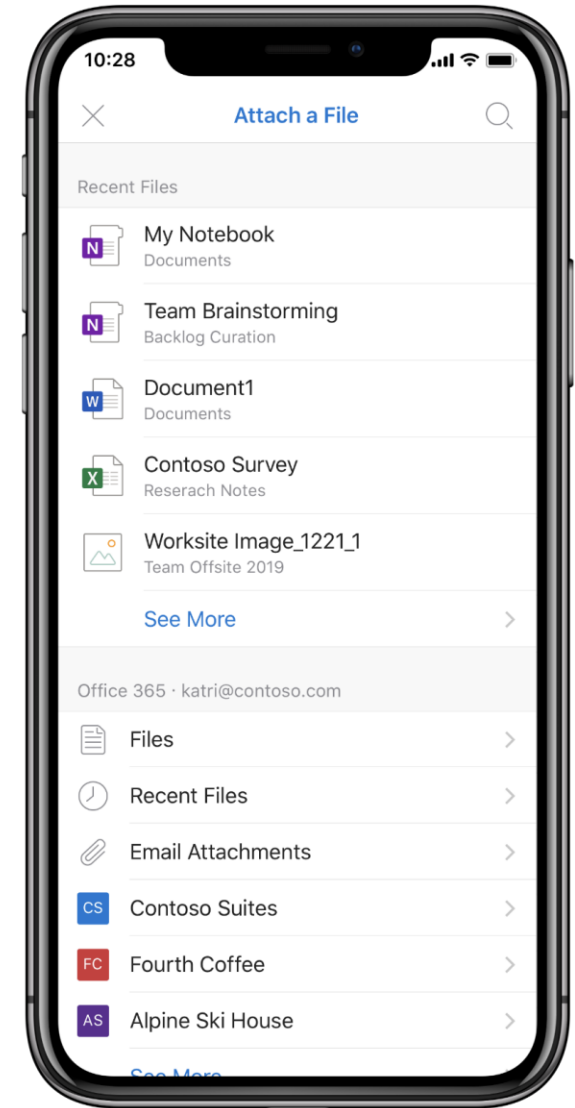 10:28
Attach a File
Recent Files
N
My Notebook
Documents
N
Team Brainstorming
Backlog Curation
W
Document1
Documents
X
Contoso Survey
Reserach Notes
Worksite Image_1221_1
Team Offsite 2019
See More
Office 365 · katri@contoso.com
Files
Recent Files
Email Attachments
CS Contoso Suites
FC Fourth Coffee
AS Alpine Ski House
See More